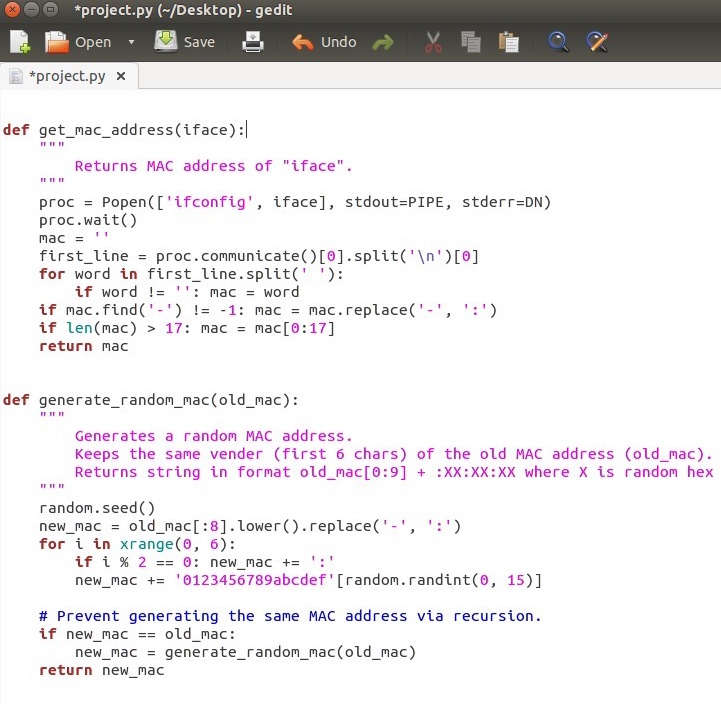 *project.py (~/Desktop) - gedit
Open Save Undo
*project.py ×
def get_mac_address(iface):
    """
        Returns MAC address of "iface".
    """
    proc = Popen(['ifconfig', iface], stdout=PIPE, stderr=DN)
    proc.wait()
    mac = ''
    first_line = proc.communicate()[0].split('\n')[0]
    for word in first_line.split(' '):
        if word != '': mac = word
    if mac.find('-') != -1: mac = mac.replace('-', ':')
    if len(mac) > 17: mac = mac[0:17]
    return mac
def generate_random_mac(old_mac):
    """
        Generates a random MAC address.
        Keeps the same vender (first 6 chars) of the old MAC address (old_mac).
        Returns string in format old_mac[0:9] + :XX:XX:XX where X is random hex
    """
    random.seed()
    new_mac = old_mac[:8].lower().replace('-', ':')
    for i in xrange(0, 6):
        if i % 2 == 0: new_mac += ':'
        new_mac += '0123456789abcdef'[random.randint(0, 15)]
    # Prevent generating the same MAC address via recursion.
    if new_mac == old_mac:
        new_mac = generate_random_mac(old_mac)
    return new_mac